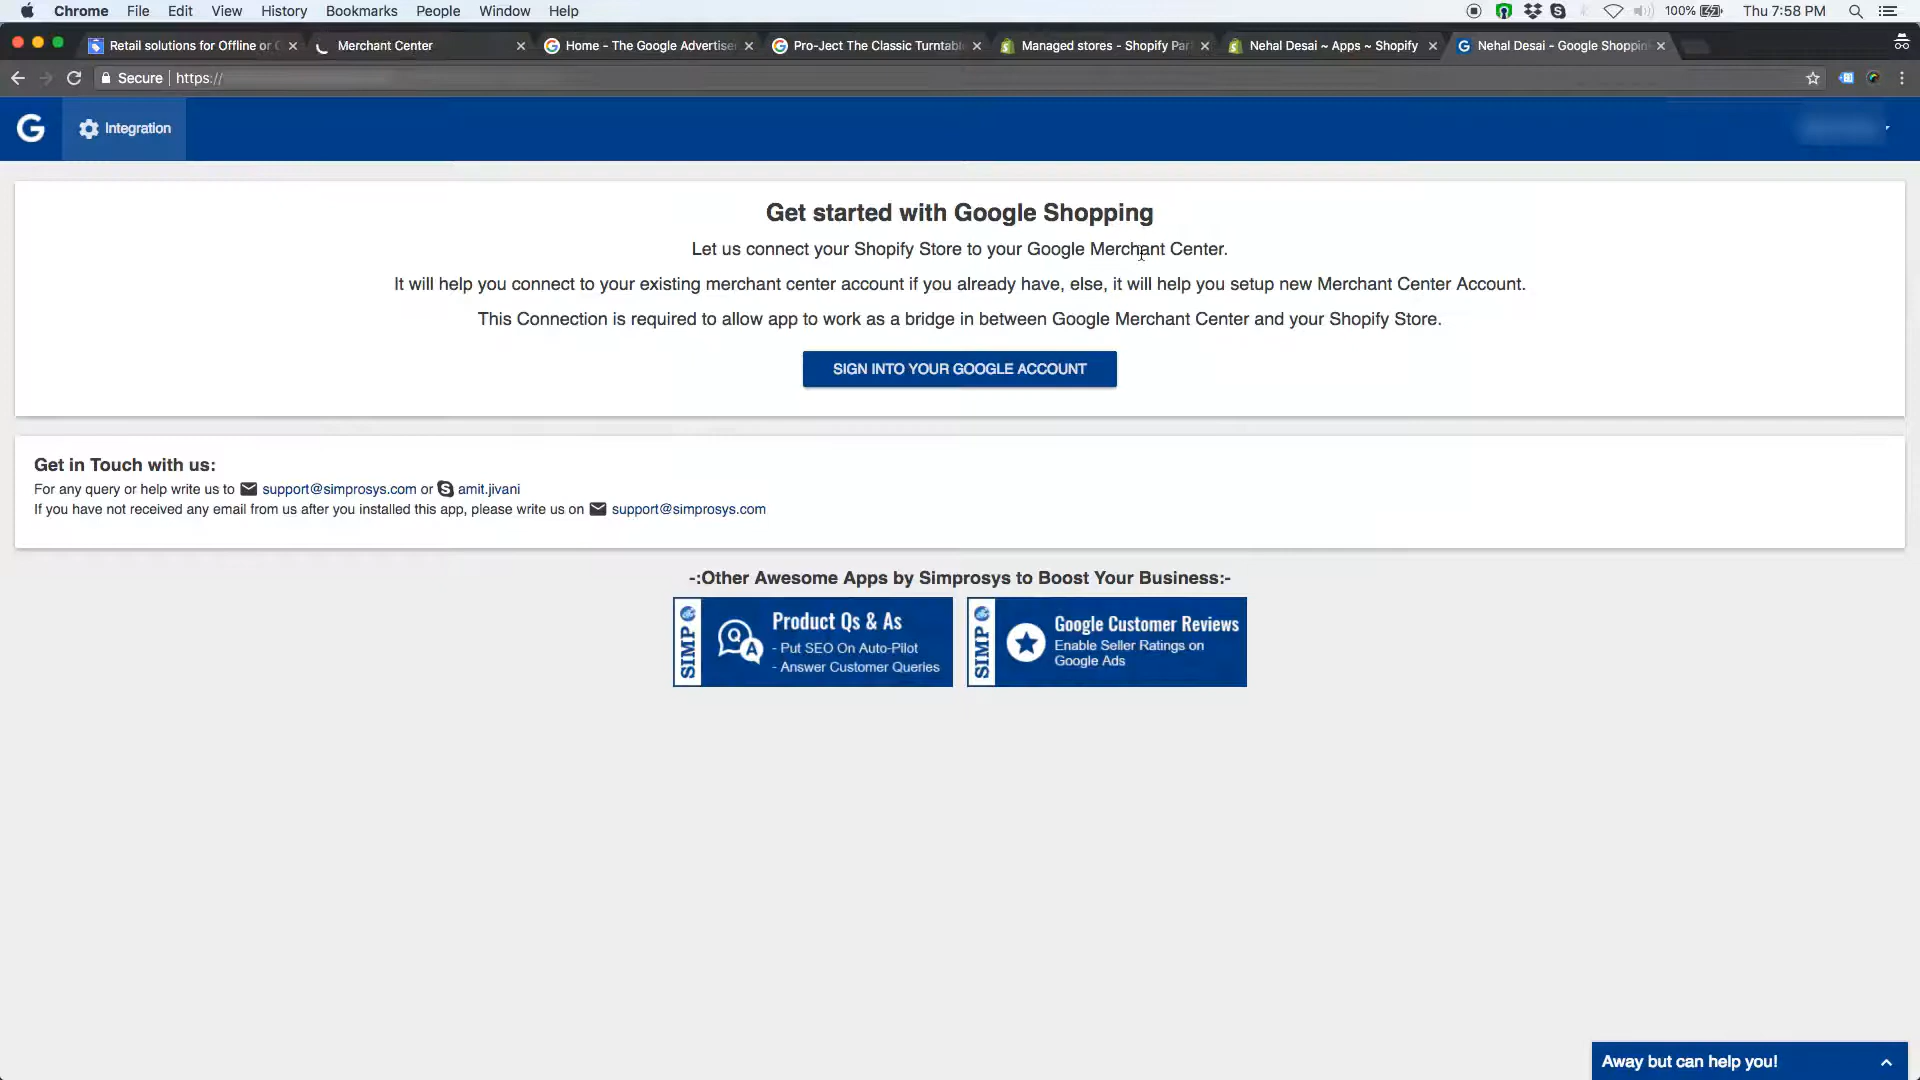 Chrome File Edit View History Bookmarks People Window Help 100% Thu 7:58 PM
Retail solutions for Offline or Merchant Center Home - The Google Advertise Pro-Ject The Classic Turntabl Managed stores - Shopify Par Nehal Desai ~ Apps ~ Shopify Nehal Desai - Google Shoppin
Secure https://
G Integration
Get started with Google Shopping
Let us connect your Shopify Store to your Google Merchant Center.
It will help you connect to your existing merchant center account if you already have, else, it will help you setup new Merchant Center Account.
This Connection is required to allow app to work as a bridge in between Google Merchant Center and your Shopify Store.
SIGN INTO YOUR GOOGLE ACCOUNT
Get in Touch with us:
For any query or help write us to support@simprosys.com or amit.jivani
If you have not received any email from us after you installed this app, please write us on support@simprosys.com
-:Other Awesome Apps by Simprosys to Boost Your Business:-
SIMP
Q A
Product Qs & As
- Put SEO On Auto-Pilot
- Answer Customer Queries
SIMP
Google Customer Reviews
Enable Seller Ratings on
Google Ads
Away but can help you!